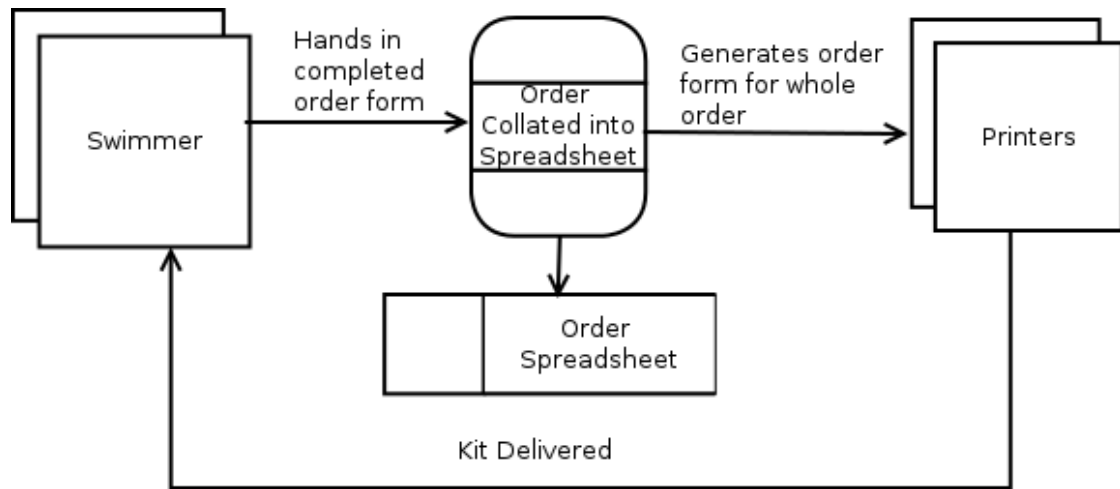 Swimmer
Hands in
completed
order form
Order
Collated into
Spreadsheet
Generates order
form for whole
order
Printers
Order
Spreadsheet
Kit Delivered